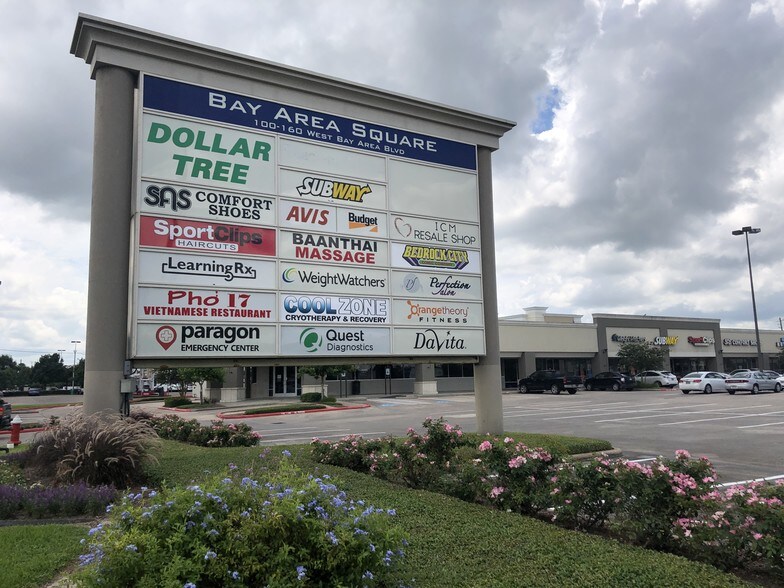 BAY AREA SQUARE
100-160 WEST BAY AREA BLVD
DOLLAR TREE
SUBWAY
SAS COMFORT SHOES
AVIS Budget
I C M RESALE SHOP
SportClips
HAIRCUTS
BAANTHAI MASSAGE
BEDROCK CITY
LearningRx
WeightWatchers
Perfection Salon
Phở 17
VIETNAMESE RESTAURANT
COOL ZONE
CRYOTHERAPY & RECOVERY
Orangetheory
FITNESS
paragon
EMERGENCY CENTER
Quest Diagnostics
DaVita
SUBWAY